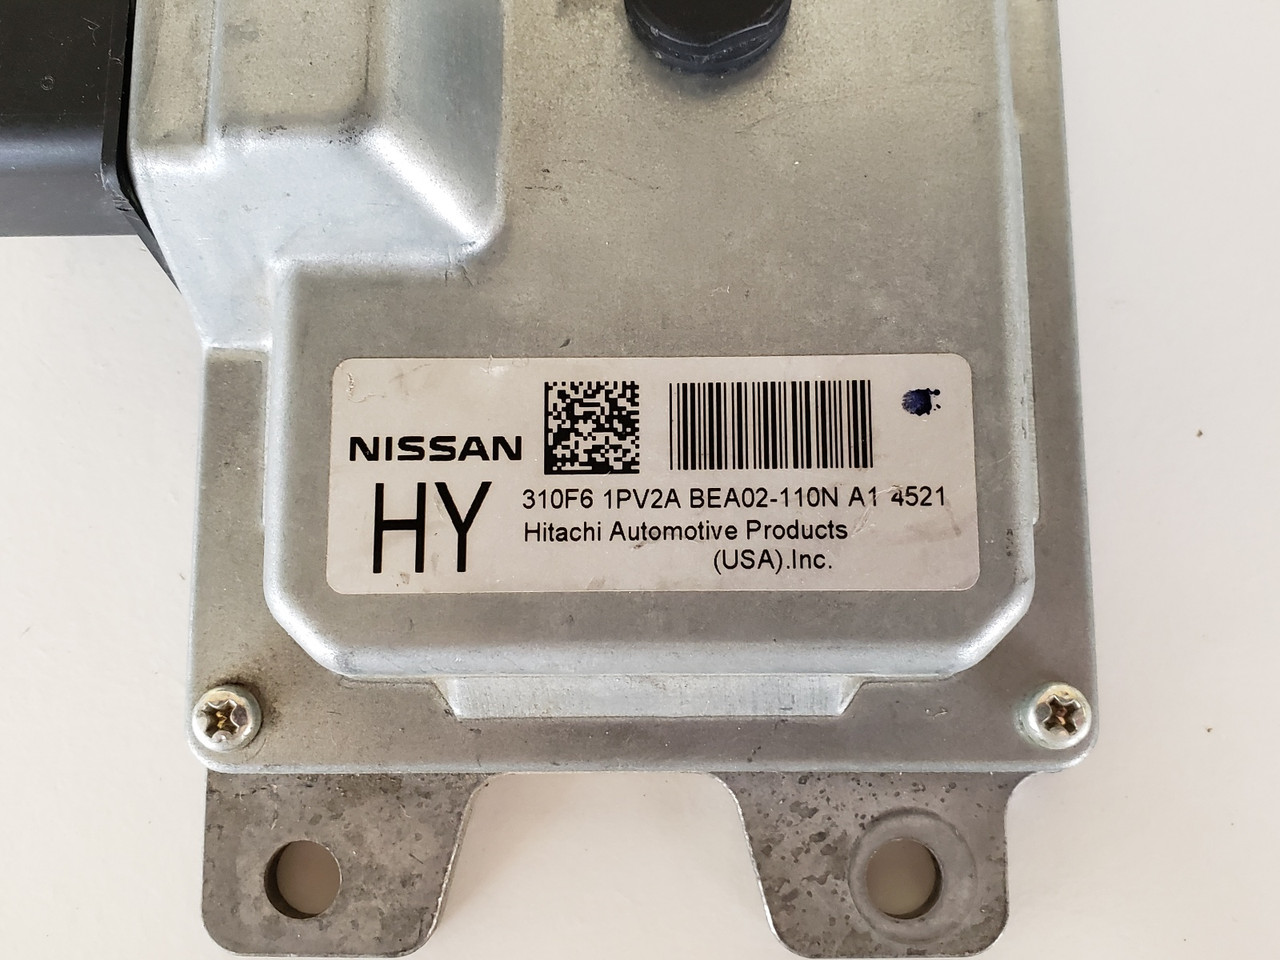 NISSAN
HY
310F6 1PV2A BEA02-110N A1 4521
Hitachi Automotive Products
(USA).Inc.